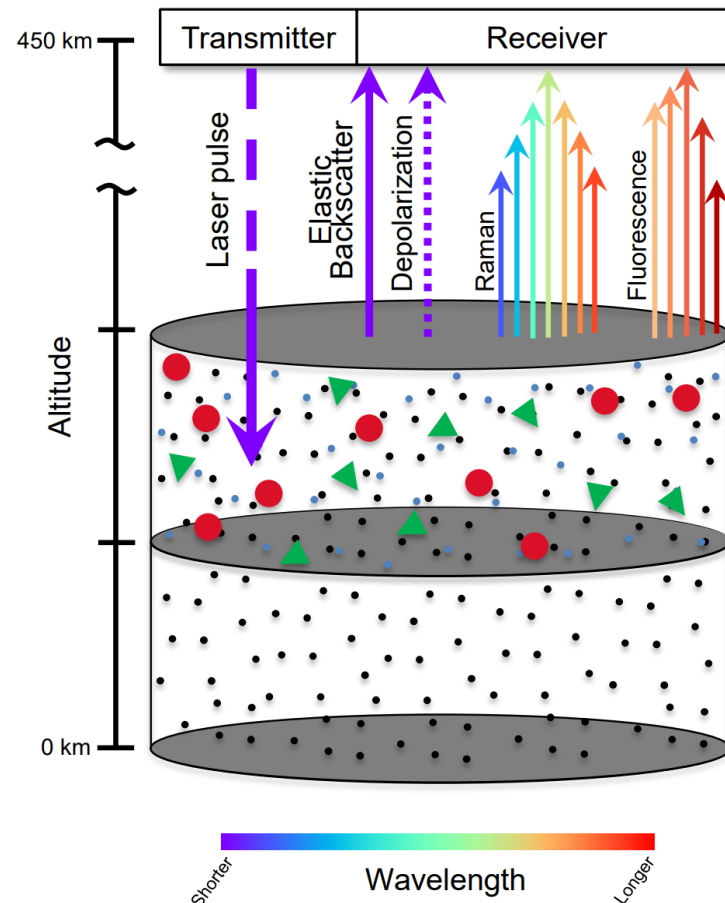 450 km
Transmitter
Receiver
Laser pulse
Elastic
Backscatter
Depolarization
Raman
Fluorescence
Altitude
0 km
Shorter
Wavelength
Longer